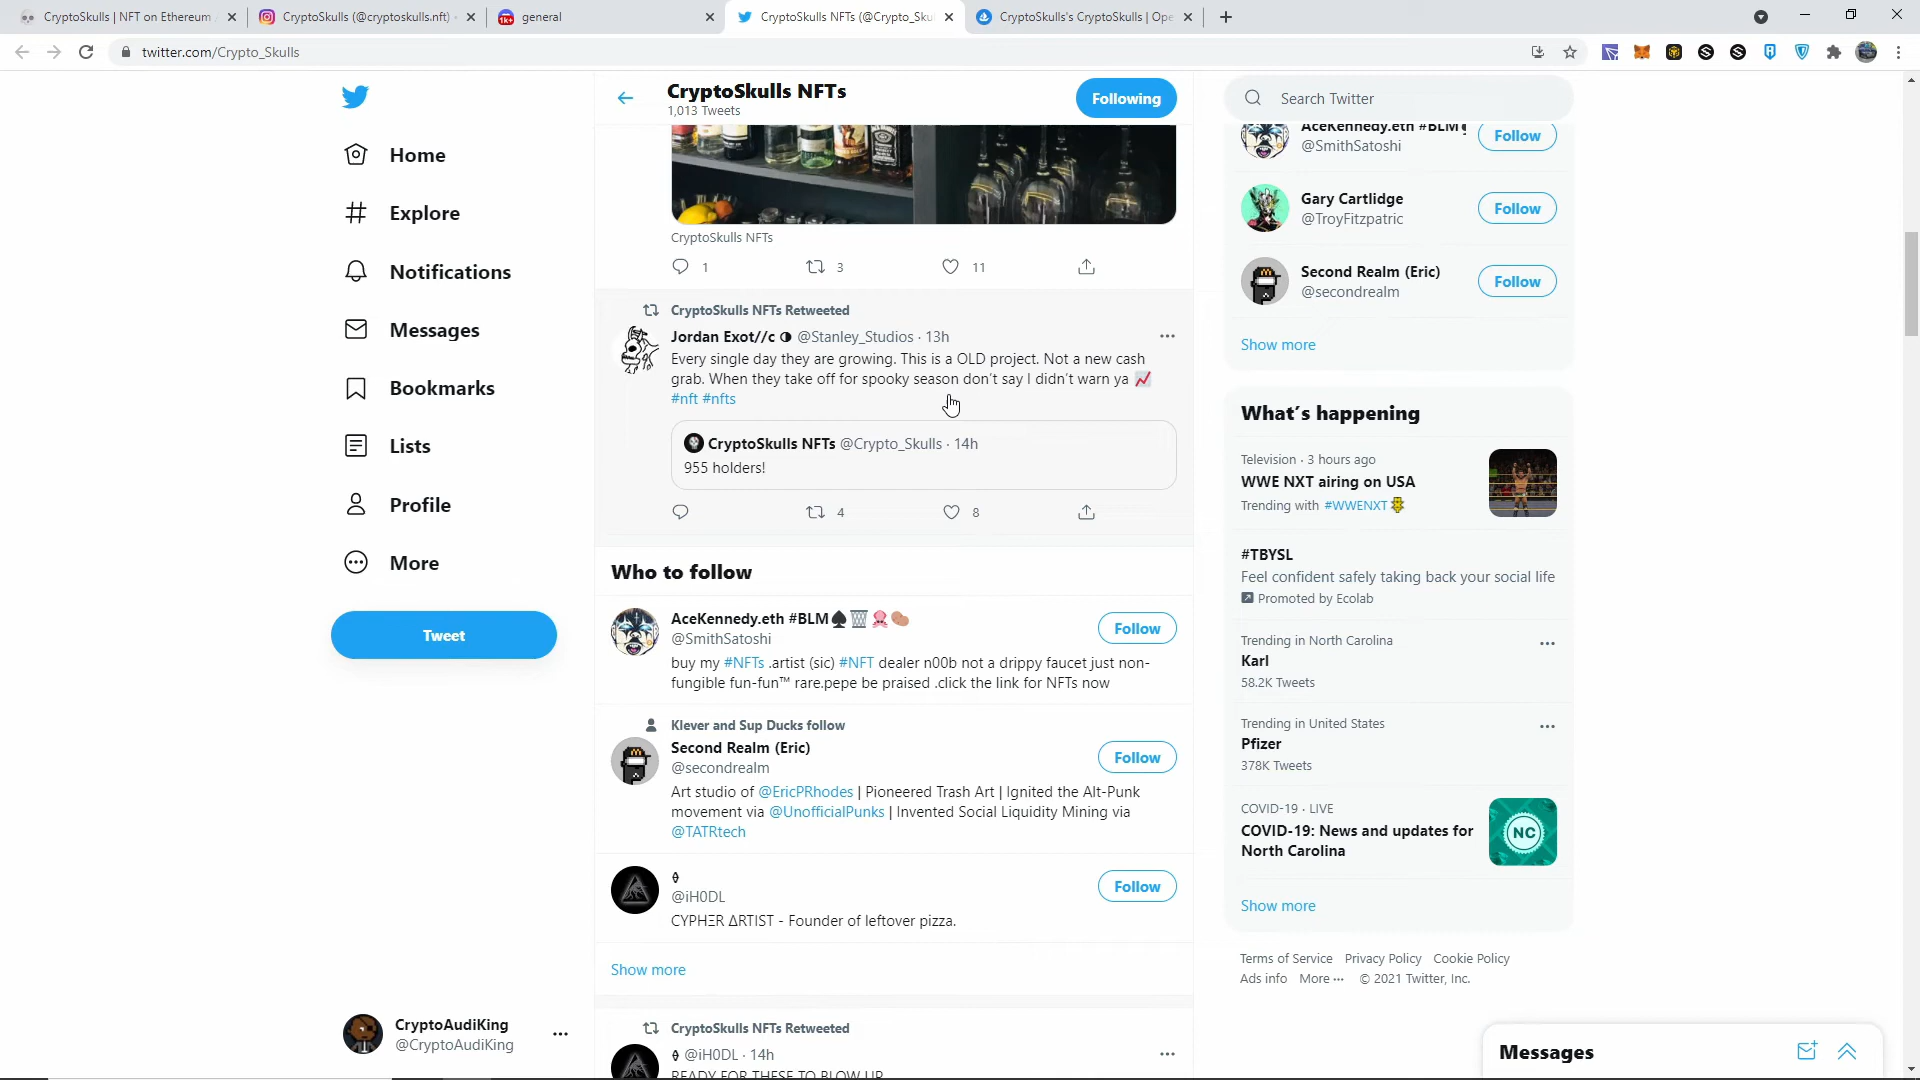 CryptoSkulls | NFT on Ethereum
CryptoSkulls (@cryptoskulls.nft)
1k+
general
CryptoSkulls NFTs (@Crypto_Sku
CryptoSkulls's CryptoSkulls | Ope
twitter.com/Crypto_Skulls
Home
Explore
Notifications
Messages
Bookmarks
Lists
Profile
More
Tweet
CryptoAudiKing
@CryptoAudiKing
CryptoSkulls NFTs
1,013 Tweets
Following
CryptoSkulls NFTs
1 3 11
CryptoSkulls NFTs Retweeted
Jordan Exot//c @Stanley_Studios · 13h
Every single day they are growing. This is a OLD project. Not a new cash
grab. When they take off for spooky season don't say I didn't warn ya
#nft #nfts
CryptoSkulls NFTs @Crypto_Skulls · 14h
955 holders!
4 8
Who to follow
AceKennedy.eth #BLM
@SmithSatoshi
Follow
buy my #NFTs .artist (sic) #NFT dealer n00b not a drippy faucet just non-
fungible fun-fun™ rare.pepe be praised .click the link for NFTs now
Klever and Sup Ducks follow
Second Realm (Eric)
@secondrealm
Follow
Art studio of @EricPRhodes | Pioneered Trash Art | Ignited the Alt-Punk
movement via @UnofficialPunks | Invented Social Liquidity Mining via
@TATRtech
@iH0DL
Follow
CYPHΞR ΔRTIST - Founder of leftover pizza.
Show more
CryptoSkulls NFTs Retweeted
@iH0DL · 14h
READY FOR THESE TO BLOW UP
Search Twitter
AceKennedy.eth #BLM
@SmithSatoshi
Follow
Gary Cartlidge
@TroyFitzpatric
Follow
Second Realm (Eric)
@secondrealm
Follow
Show more
What's happening
Television · 3 hours ago
WWE NXT airing on USA
Trending with #WWENXT
#TBYSL
Feel confident safely taking back your social life
Promoted by Ecolab
Trending in North Carolina
Karl
58.2K Tweets
Trending in United States
Pfizer
378K Tweets
COVID-19 · LIVE
COVID-19: News and updates for
North Carolina
NC
Show more
Terms of Service Privacy Policy Cookie Policy
Ads info More ··· © 2021 Twitter, Inc.
Messages